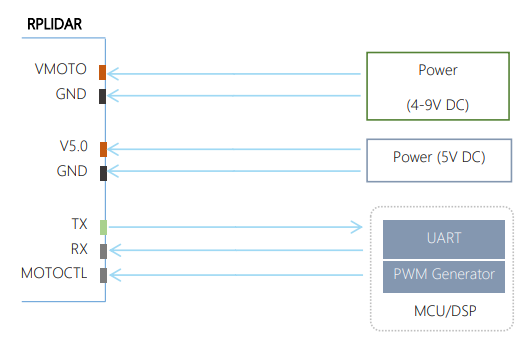 RPLIDAR
VMOTO
GND
Power
(4-9V DC)
V5.0
GND
Power (5V DC)
TX
RX
MOTOCTL
UART
PWM Generator
MCU/DSP